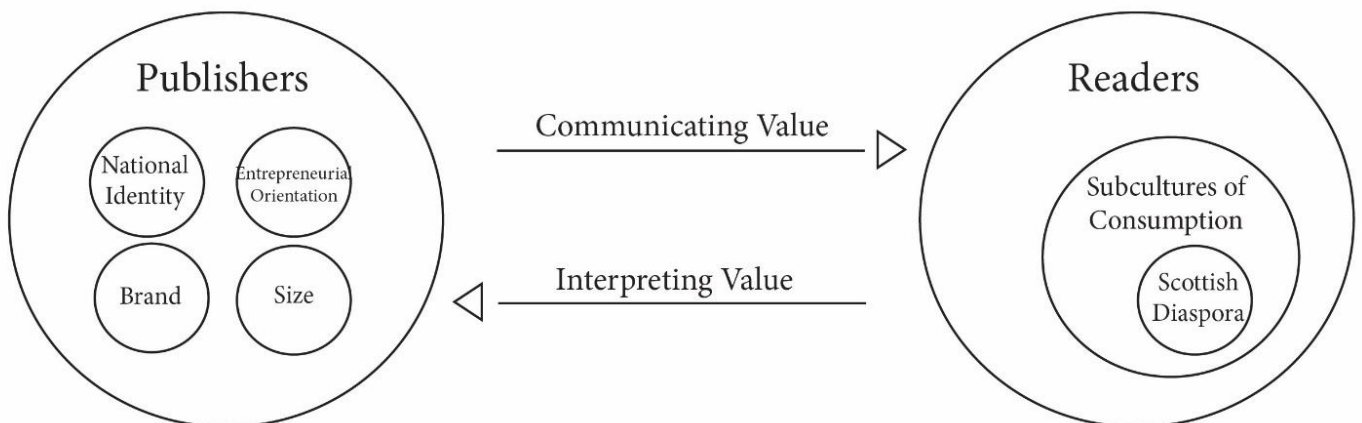 Publishers
National
Identity
Entrepreneurial
Orientation
Brand
Size
Communicating Value
Interpreting Value
Readers
Subcultures of
Consumption
Scottish
Diaspora